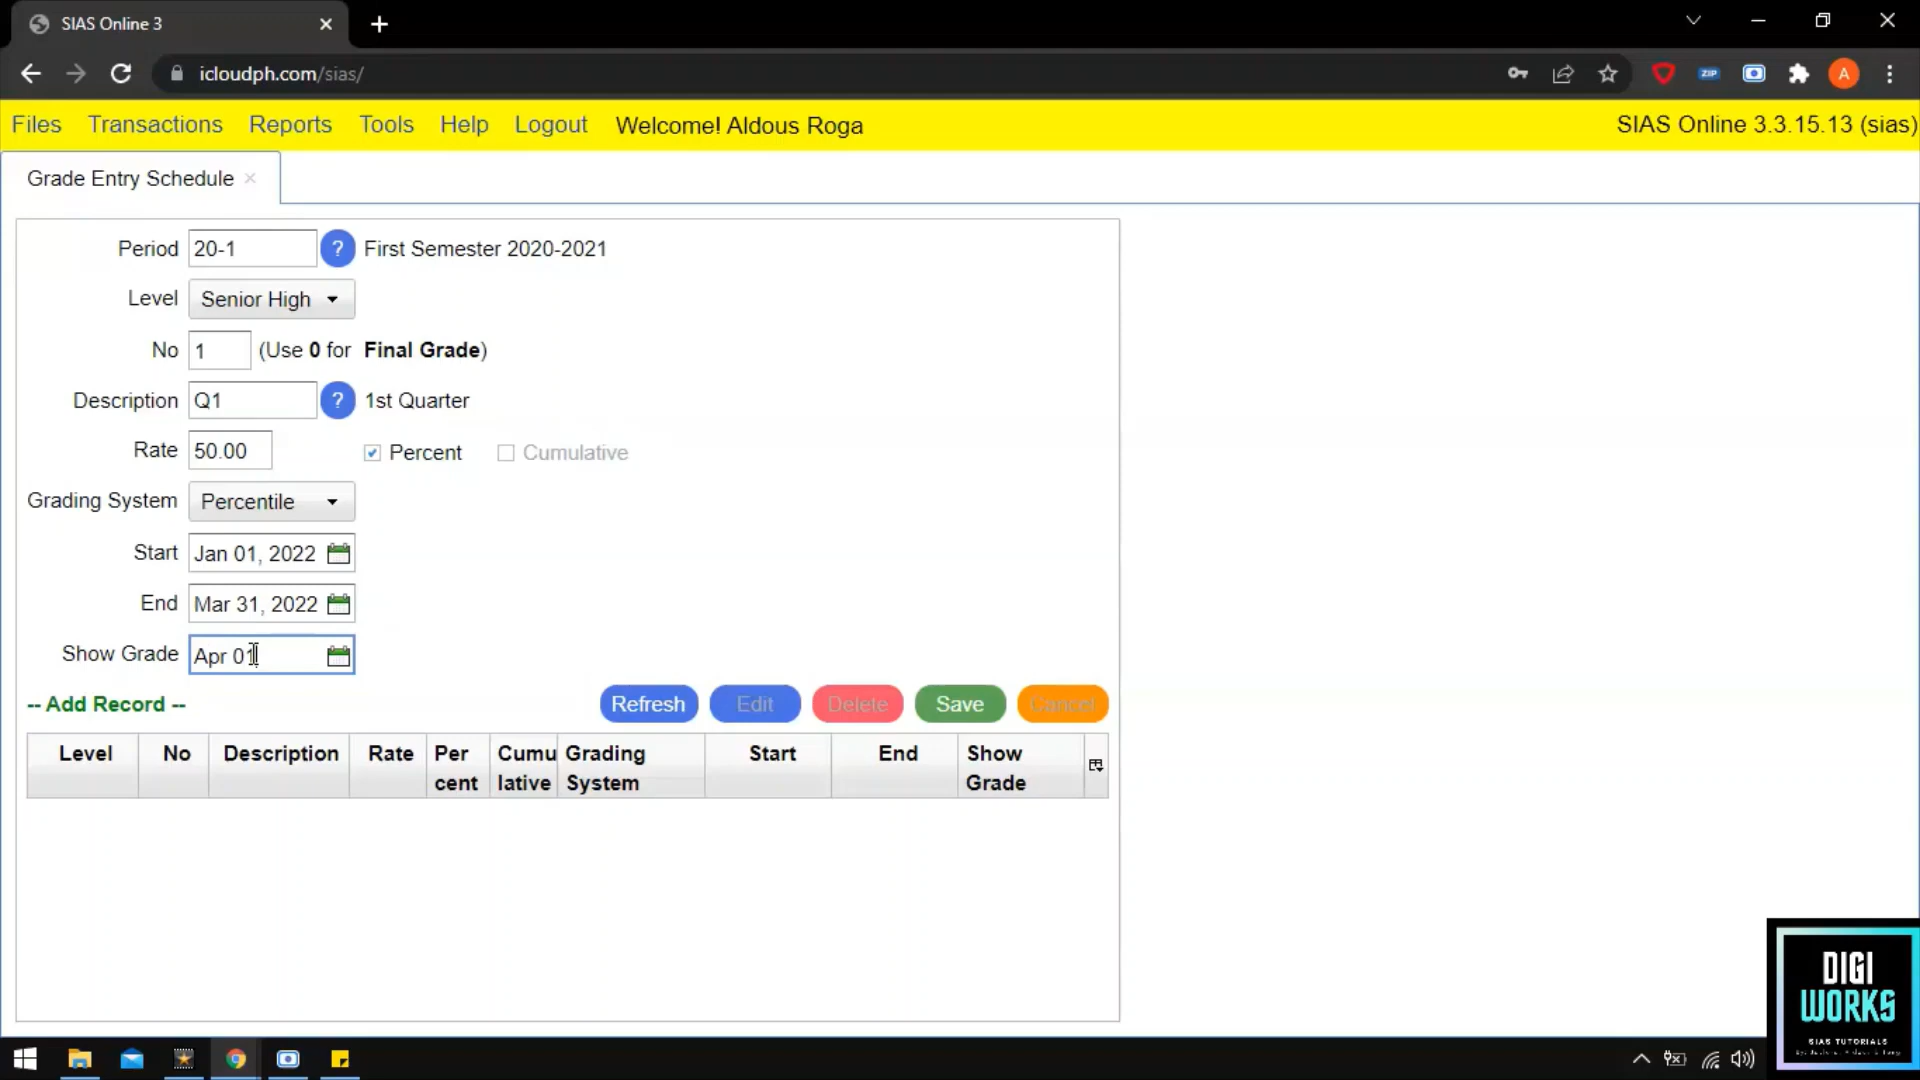 SIAS Online 3
icloudph.com/sias/
ZIP
A
Files Transactions Reports Tools Help Logout Welcome! Aldous Roga SIAS Online 3.3.15.13 (sias)
Grade Entry Schedule
Period 20-1 ? First Semester 2020-2021
Level Senior High
No 1 (Use 0 for Final Grade)
Description Q1 ? 1st Quarter
Rate 50.00 Percent Cumulative
Grading System Percentile
Start Jan 01, 2022
End Mar 31, 2022
Show Grade Apr 01
-- Add Record -- Refresh Edit Delete Save Cancel
Level No Description Rate Per cent Cumu lative Grading System Start End Show Grade
DIGI
WORKS
SIAS TUTORIALS